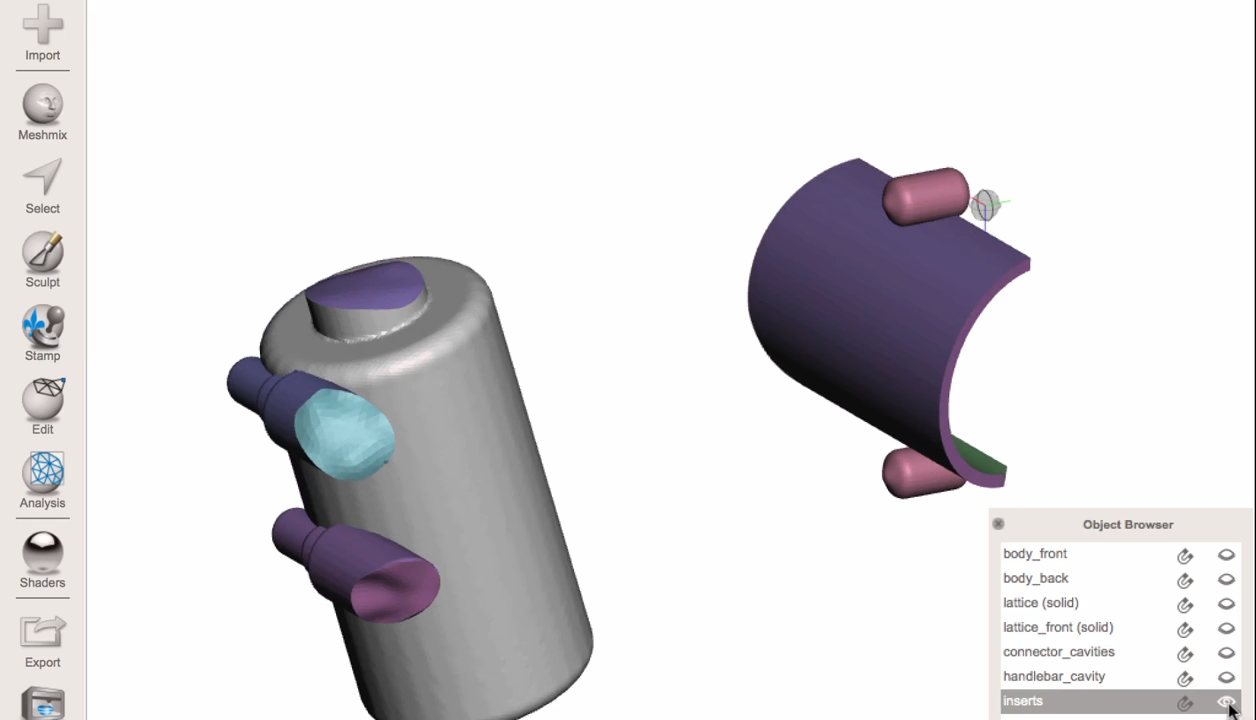 Import
Meshmix
Select
Sculpt
Stamp
Edit
Analysis
Shaders
Export
Object Browser
body_front
body_back
lattice (solid)
lattice_front (solid)
connector_cavities
handlebar_cavity
inserts